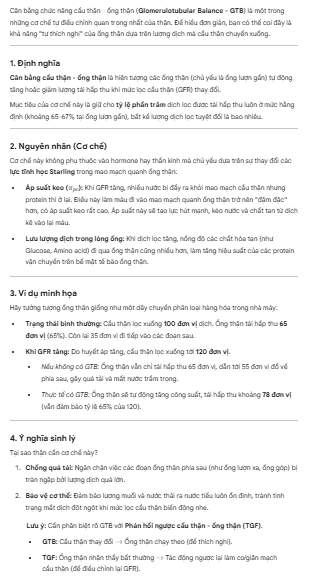 Cân bằng chức năng cầu thận - ống thận (Glomerulotubular Balance - GTB) là một trong
những cơ chế tự điều chỉnh quan trọng nhất của thận. Để hiểu đơn giản, bạn có thể coi đây là
khả năng "tự thích nghi" của ống thận dựa trên lượng dịch mà cầu thận chuyển xuống.
1. Định nghĩa
Cân bằng cầu thận - ống thận là hiện tượng các ống thận (chủ yếu là ống lượn gần) tự động
tăng hoặc giảm lượng tái hấp thu khi mức lọc cầu thận (GFR) thay đổi.
Mục tiêu của cơ chế này là giữ cho tỷ lệ phần trăm dịch lọc được tái hấp thu luôn ở mức hằng
định (khoảng 65-67% tại ống lượn gần), bất kể lượng dịch lọc tuyệt đối là bao nhiêu.
2. Nguyên nhân (Cơ chế)
Cơ chế này không phụ thuộc vào hormone hay thần kinh mà chủ yếu dựa trên sự thay đổi các
lực tĩnh học Starling trong mao mạch quanh ống thận:
• Áp suất keo (π): Khi GFR tăng, nhiều nước bị đẩy ra khỏi mao mạch cầu thận nhưng
protein thì ở lại. Điều này làm máu đi vào mao mạch quanh ống thận trở nên "đậm đặc"
hơn, có áp suất keo rất cao. Áp suất này sẽ tạo lực hút mạnh, kéo nước và chất tan từ dịch
kẽ vào lại máu.
• Lưu lượng dịch trong lòng ống: Khi dịch lọc tăng, nồng độ các chất hòa tan (như
Glucose, Amino acid) đi qua ống thận cũng nhiều hơn, làm tăng hiệu suất của các protein
vận chuyển trên bề mặt tế bào ống thận.
3. Ví dụ minh họa
Hãy tưởng tượng ống thận giống như một dây chuyền phân loại hàng hóa trong nhà máy:
• Trạng thái bình thường: Cầu thận lọc xuống 100 đơn vị dịch. Ống thận tái hấp thu 65
đơn vị (65%). Còn lại 35 đơn vị đi tiếp vào các đoạn sau.
• Khi GFR tăng: Do huyết áp tăng, cầu thận lọc xuống tới 120 đơn vị.
• Nếu không có GTB: Ống thận vẫn chỉ tái hấp thu 65 đơn vị, dẫn tới 55 đơn vị đổ về
phía sau, gây quá tải và mất nước trầm trọng.
• Thực tế có GTB: Ống thận sẽ tự động tăng công suất, tái hấp thu khoảng 78 đơn vị
(vẫn đảm bảo tỷ lệ 65% của 120).
4. Ý nghĩa sinh lý
Tại sao thận cần cơ chế này?
1. Chống quá tải: Ngăn chặn việc các đoạn ống thận phía sau (như ống lượn xa, ống góp) bị
tràn ngập bởi lượng dịch quá lớn.
2. Bảo vệ cơ thể: Đảm bảo lượng muối và nước thải ra nước tiểu luôn ổn định, tránh tình
trạng mất dịch đột ngột khi mức lọc cầu thận biến động nhẹ.
Lưu ý: Cần phân biệt rõ GTB với Phản hồi ngược cầu thận - ống thận (TGF).
• GTB: Cầu thận thay đổi → Ống thận chạy theo (để thích nghi).
• TGF: Ống thận nhận thấy bất thường → Tác động ngược lại làm co/giãn mạch
cầu thận (để điều chỉnh lại GFR).